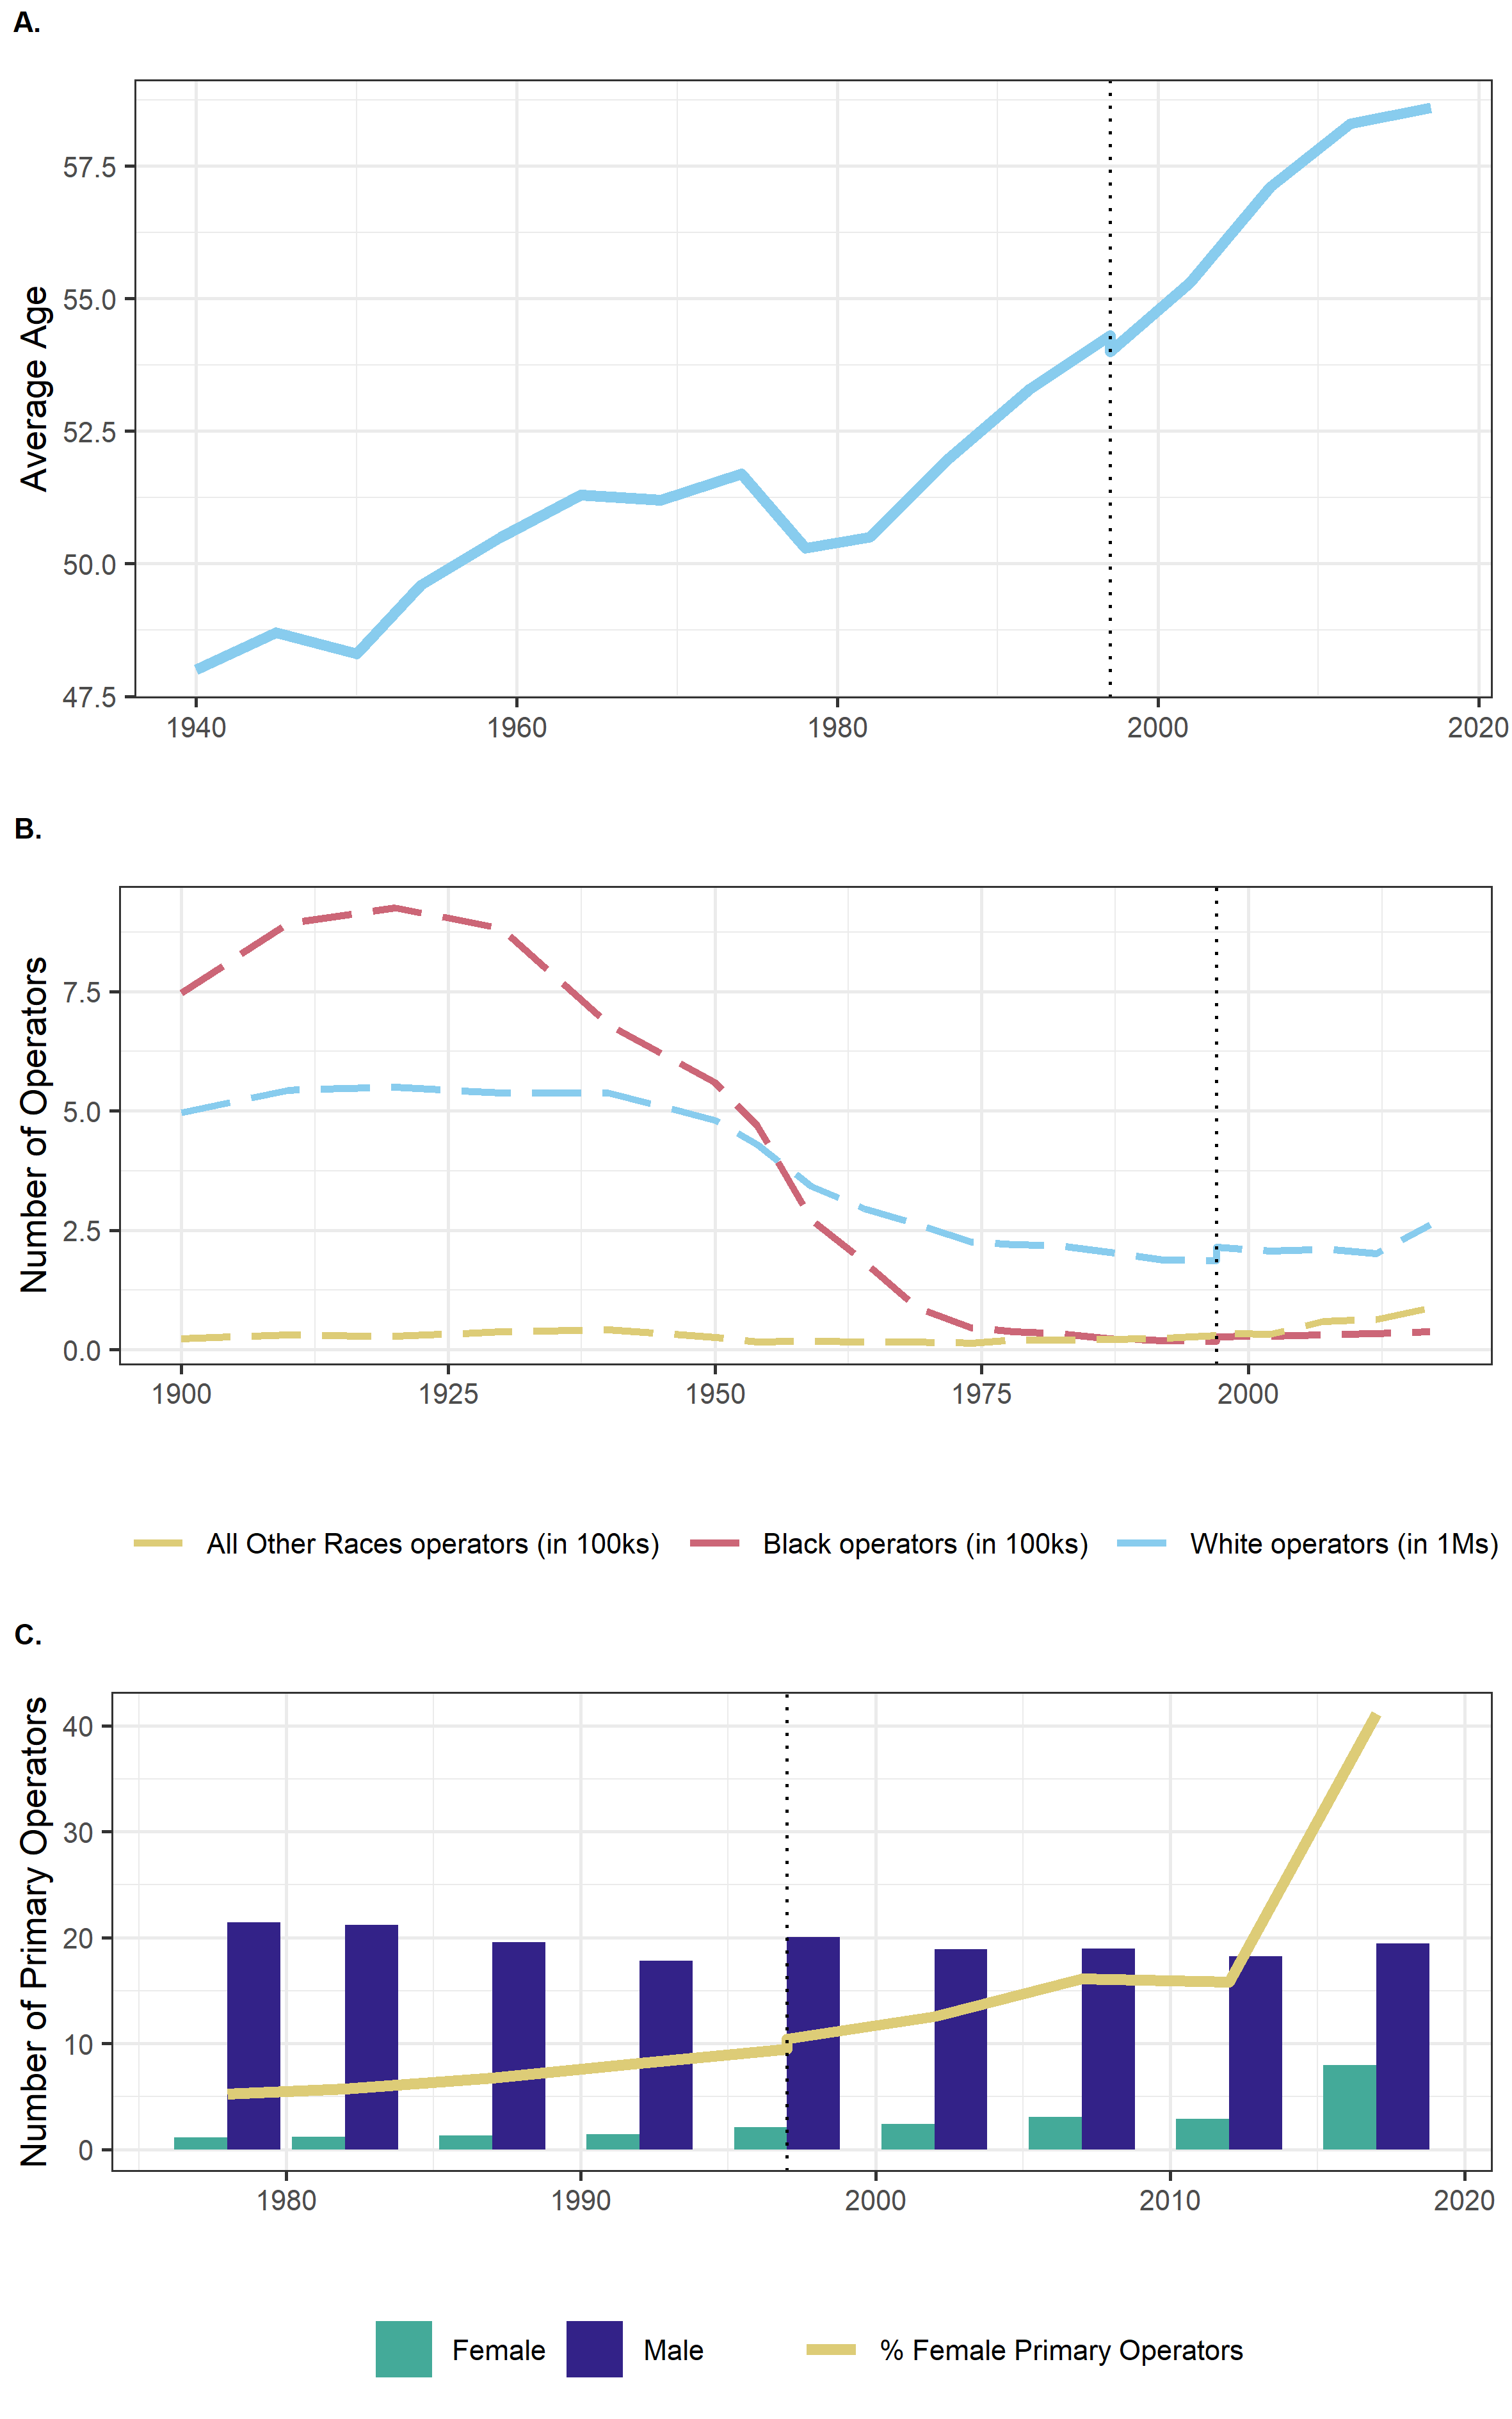 A.
Average Age
57.5
55.0
52.5
50.0
47.5
1940 1960 1980 2000 2020
B.
Number of Operators
7.5
5.0
2.5
0.0
1900 1925 1950 1975 2000
All Other Races operators (in 100ks) Black operators (in 100ks) White operators (in 1Ms)
C.
Number of Primary Operators
40
30
20
10
0
1980 1990 2000 2010 2020
Female Male % Female Primary Operators